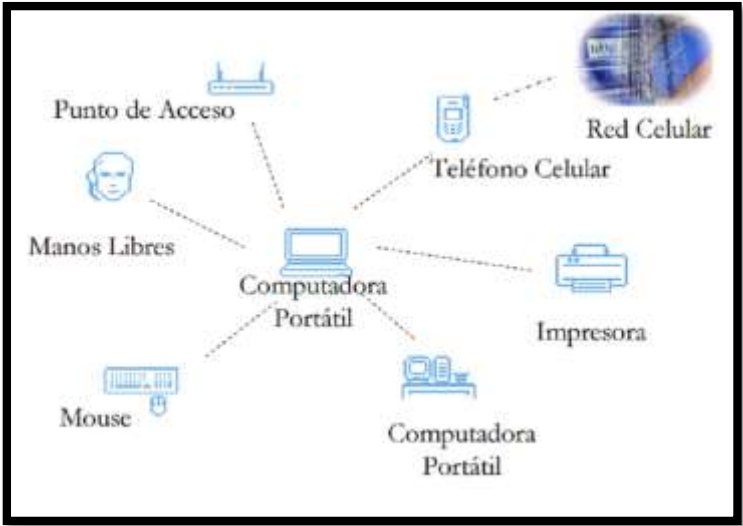 Punto de Acceso
Red Celular
Teléfono Celular
Manos Libres
Computadora
Portátil
Impresora
Mouse
Computadora
Portátil